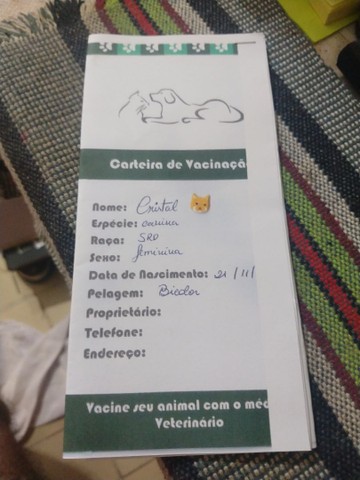 Carteira de Vacinaçã
Nome: Cristal
Espécie: canina
Raça: SRD
Sexo: feminina
Data de Nascimento: 21/11/
Pelagem: Bicolor
Proprietário:
Telefone:
Endereço:
Vacine seu animal com o méd
Veterinário